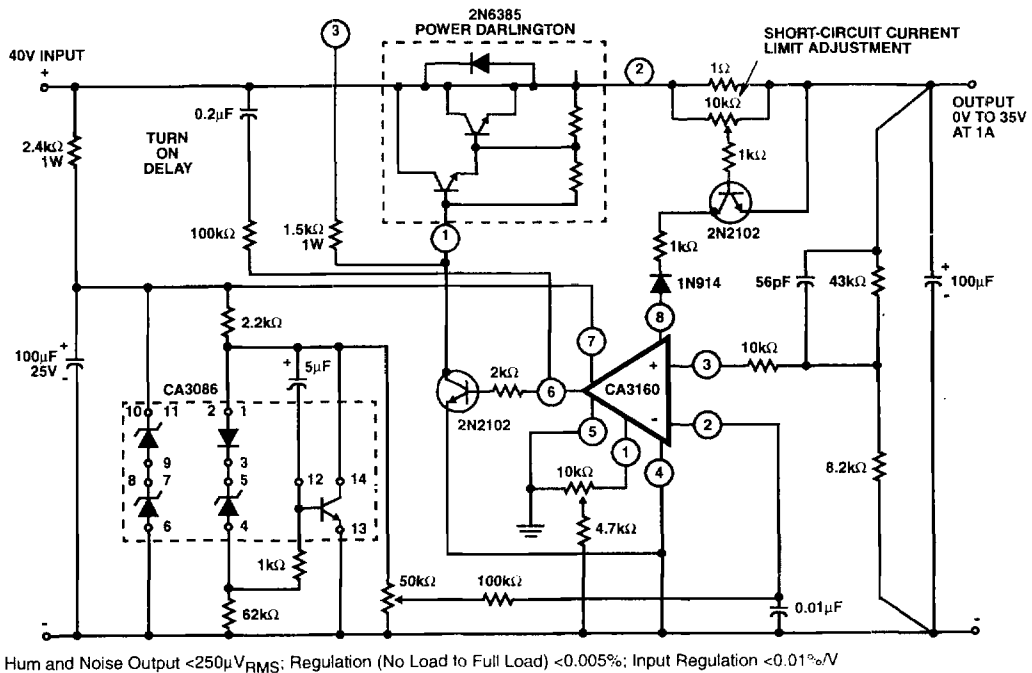 2N6385
POWER DARLINGTON
3
SHORT-CIRCUIT CURRENT
LIMIT ADJUSTMENT
40V INPUT
+
2
1Ω
10kΩ
+
OUTPUT
0V TO 35V
AT 1A
0.2µF
TURN
ON
DELAY
2.4kΩ
1W
1kΩ
2N2102
1
100kΩ
1.5kΩ
1W
1kΩ
1N914
56pF
43kΩ
+
100µF
-
8
2.2kΩ
7
+
3
10kΩ
100µF
25V
+
-
+
5µF
CA3086
2kΩ
6
CA3160
2N2102
-
2
5
1
4
10 11
2 1
9
3
8 7
5
12
14
6
4
13
10kΩ
8.2kΩ
4.7kΩ
1kΩ
50kΩ
100kΩ
62kΩ
0.01µF
-
-
Hum and Noise Output <250µVRMS; Regulation (No Load to Full Load) <0.005%; Input Regulation <0.01%/V